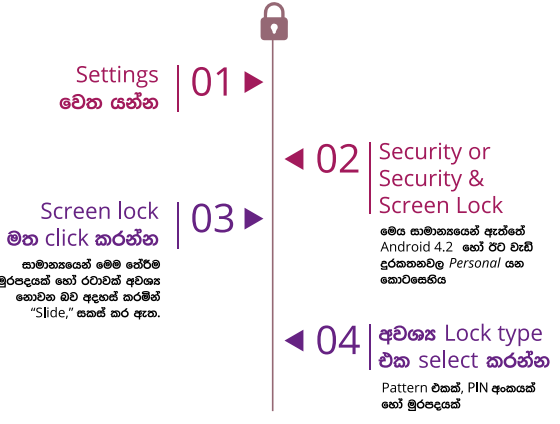 Settings
වෙත යන්න
01
02
Security or
Security &
Screen Lock
මෙය සාමාන්‍යයෙන් ඇත්තේ
Android 4.2 හෝ ඊට වැඩි
දුරකතනවල Personal යන
කොටසෙහිය
03
Screen lock
මත click කරන්න
සාමාන්‍යයෙන් මෙම තේරීම
මුරපදයක් හෝ රටාවක් අවශ්‍ය
නොවන බව අදහස් කරමින්
“Slide,” සකස් කර ඇත.
04
අවශ්‍ය Lock type
එක select කරන්න
Pattern එකක්, PIN අංකයක්
හෝ මුරපදයක්